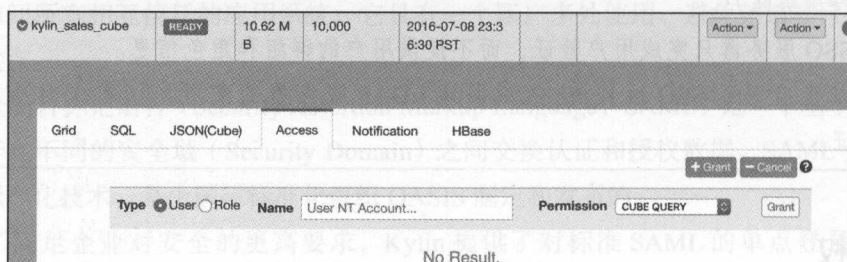 kylin_sales_cube READY 10.62 M 10,000 2016-07-08 23:3 Action Action
B 6:30 PST
Grid SQL JSON(Cube) Access Notification HBase
+ Grant − Cancel ?
Type User Role Name User NT Account... Permission CUBE QUERY Grant
No Result.